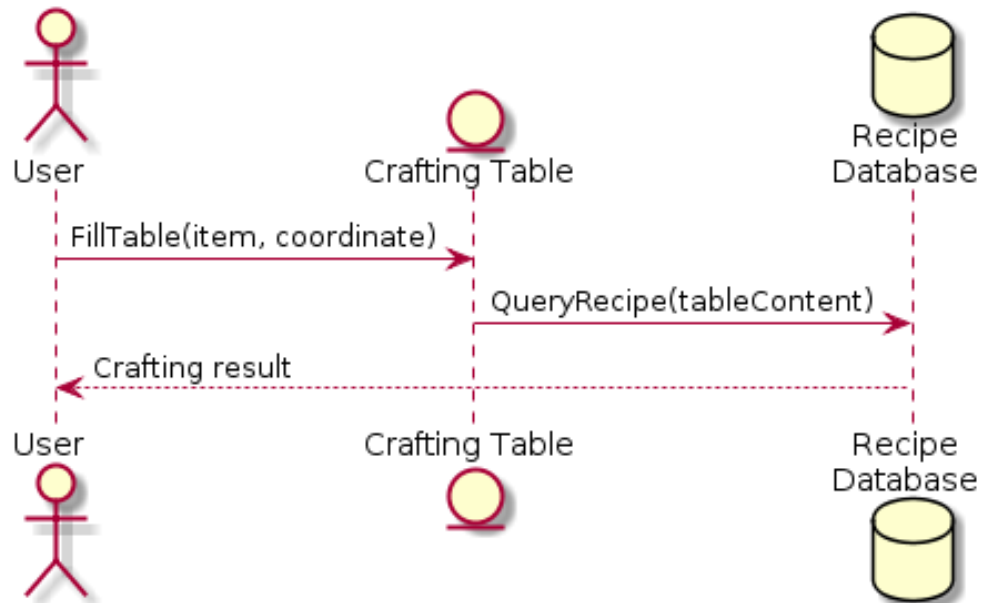 User
Crafting Table
Recipe
Database
FillTable(item, coordinate)
QueryRecipe(tableContent)
Crafting result
User
Crafting Table
Recipe
Database